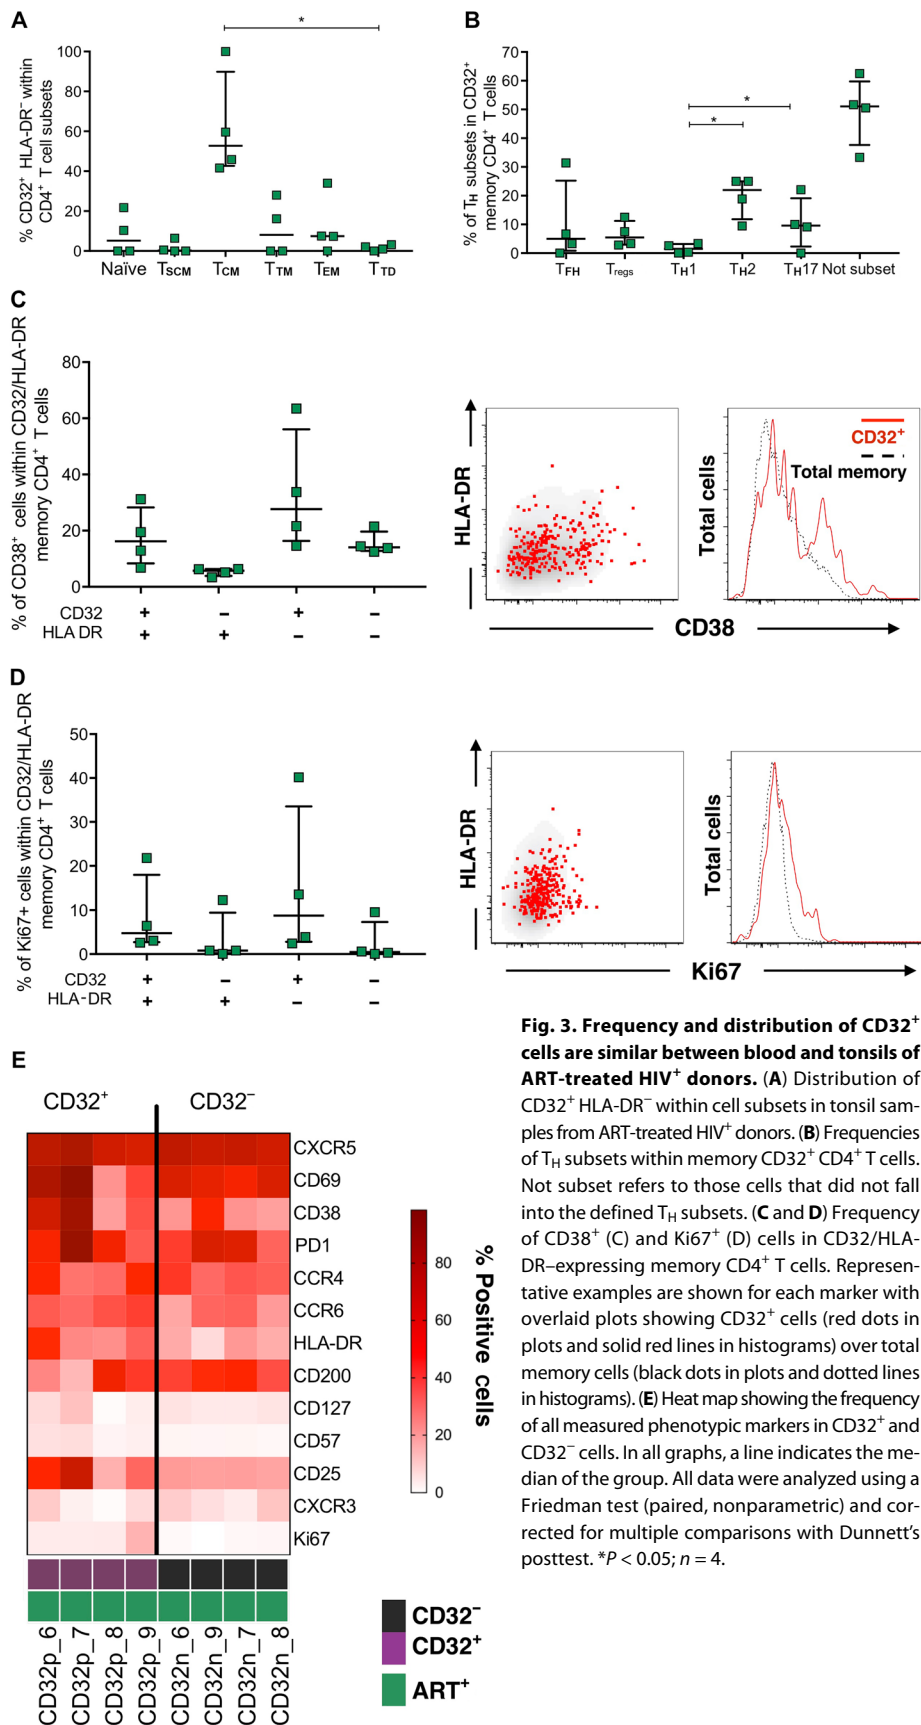 A
*
% CD32+ HLA-DR− within
CD4+ T cell subsets
100
80
60
40
20
0
Naïve TSCM TCM TTM TEM TTD
B
*
*
% of TH subsets in CD32+
memory CD4+ T cells
70
60
50
40
30
20
10
0
TFH Tregs TH1 TH2 TH17 Not subset
C
% of CD38+ cells within CD32/HLA-DR
memory CD4+ T cells
80
60
40
20
0
CD32 + − + −
HLA DR + + − −
HLA-DR
Total cells
CD32+
Total memory
CD38
D
% of Ki67+ cells within CD32/HLA-DR
memory CD4+ T cells
50
40
30
20
10
0
CD32 + − + −
HLA-DR + + − −
HLA-DR
Total cells
Ki67
E
CD32+ CD32−
CXCR5
CD69
CD38
PD1
CCR4
CCR6
HLA-DR
CD200
CD127
CD57
CD25
CXCR3
Ki67
80
60
40
20
0
% Positive cells
CD32p_6
CD32p_7
CD32p_8
CD32p_9
CD32n_6
CD32n_9
CD32n_7
CD32n_8
CD32−
CD32+
ART+
Fig. 3. Frequency and distribution of CD32+
cells are similar between blood and tonsils of
ART-treated HIV+ donors. (A) Distribution of
CD32+ HLA-DR− within cell subsets in tonsil sam-
ples from ART-treated HIV+ donors. (B) Frequencies
of TH subsets within memory CD32+ CD4+ T cells.
Not subset refers to those cells that did not fall
into the defined TH subsets. (C and D) Frequency
of CD38+ (C) and Ki67+ (D) cells in CD32/HLA-
DR–expressing memory CD4+ T cells. Represen-
tative examples are shown for each marker with
overlaid plots showing CD32+ cells (red dots in
plots and solid red lines in histograms) over total
memory cells (black dots in plots and dotted lines
in histograms). (E) Heat map showing the frequency
of all measured phenotypic markers in CD32+ and
CD32− cells. In all graphs, a line indicates the me-
dian of the group. All data were analyzed using a
Friedman test (paired, nonparametric) and cor-
rected for multiple comparisons with Dunnett's
posttest. *P < 0.05; n = 4.